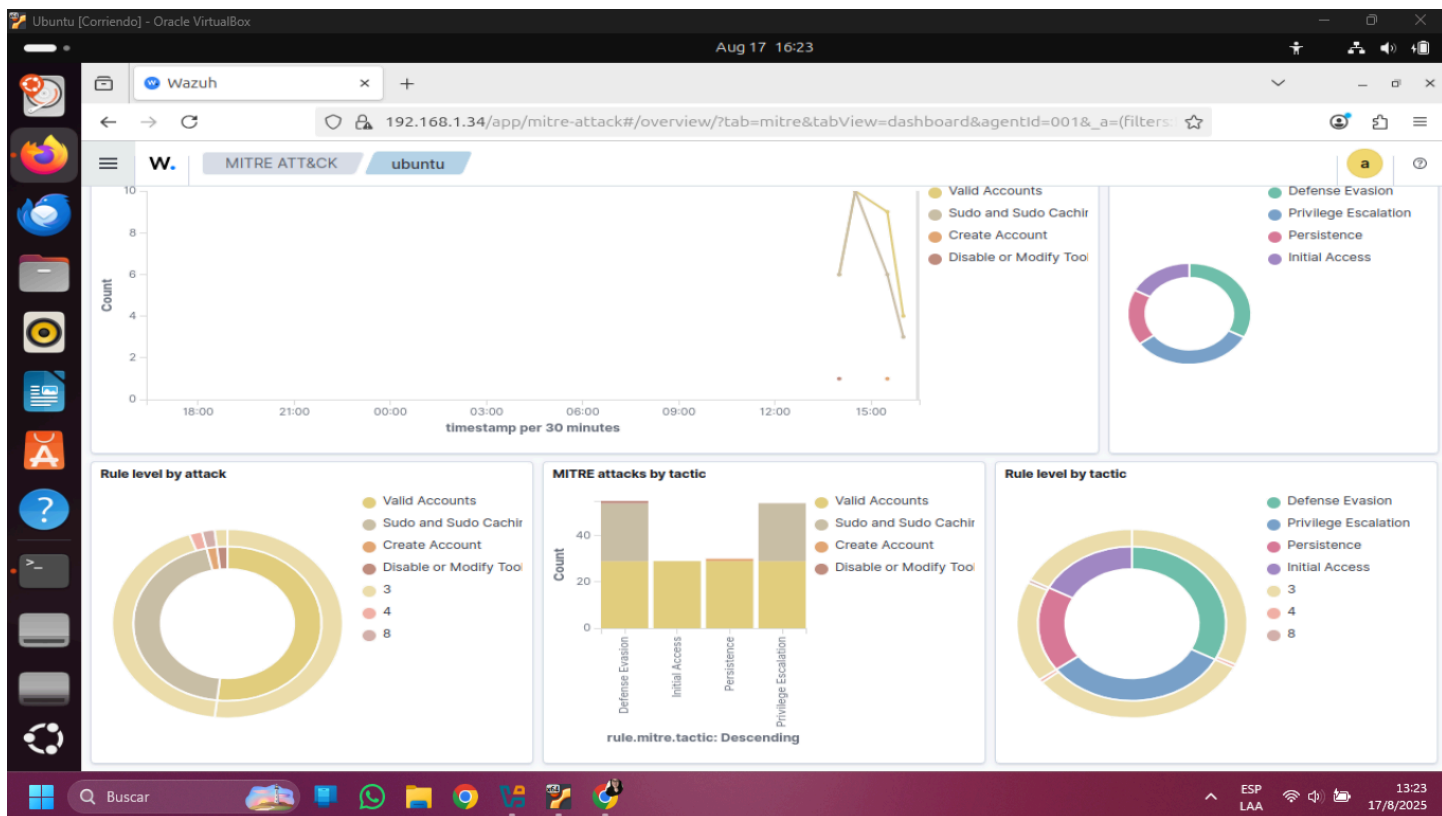 Ubuntu [Corriendo] - Oracle VirtualBox
Aug 17 16:23
Wazuh
192.168.1.34/app/mitre-attack#/overview/?tab=mitre&tabView=dashboard&agentId=001&_a=(filters:
W.
MITRE ATT&CK
ubuntu
a
10
8
6
4
2
0
Count
18:00
21:00
00:00
03:00
06:00
09:00
12:00
15:00
timestamp per 30 minutes
Valid Accounts
Sudo and Sudo Cachir
Create Account
Disable or Modify Tool
Defense Evasion
Privilege Escalation
Persistence
Initial Access
Rule level by attack
Valid Accounts
Sudo and Sudo Cachir
Create Account
Disable or Modify Tool
3
4
8
MITRE attacks by tactic
40
20
0
Count
Defense Evasion
Initial Access
Persistence
Privilege Escalation
rule.mitre.tactic: Descending
Valid Accounts
Sudo and Sudo Cachir
Create Account
Disable or Modify Tool
Rule level by tactic
Defense Evasion
Privilege Escalation
Persistence
Initial Access
3
4
8
Buscar
ESP
LAA
13:23
17/8/2025